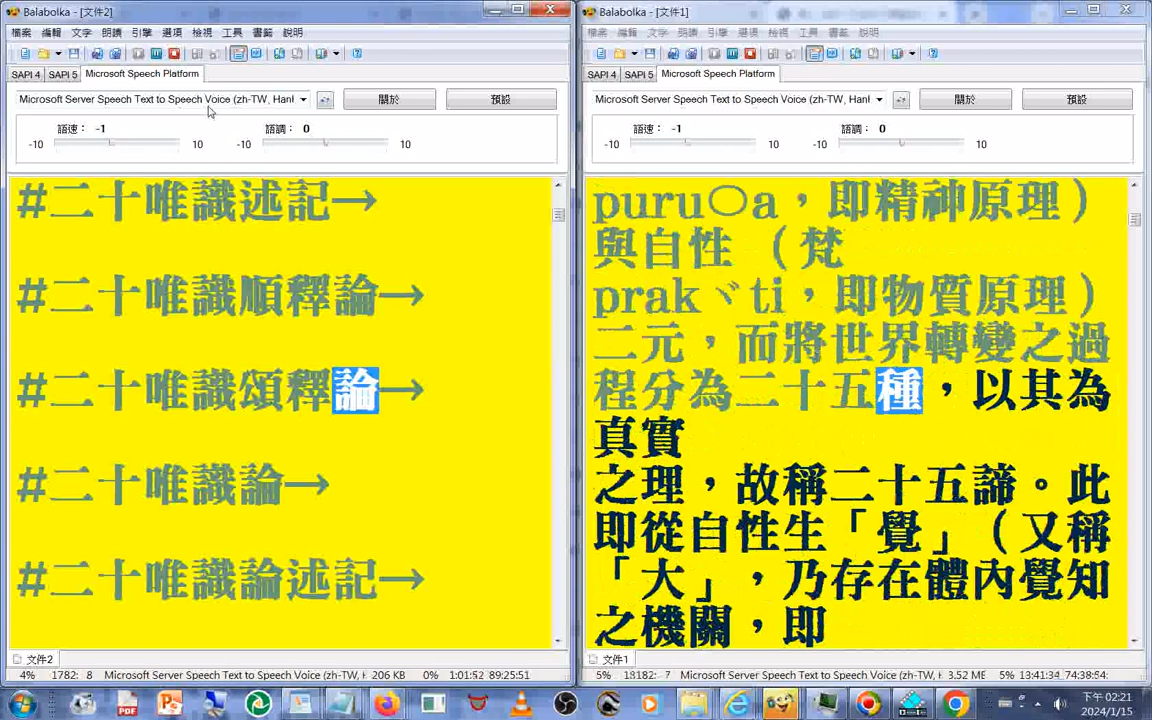 Balabolka - [文件2]
檔案 編輯 文字 朗讀 引擎 選項 檢視 工具 書籤 說明
SAPI 4 SAPI 5 Microsoft Speech Platform
Microsoft Server Speech Text to Speech Voice (zh-TW, Han
關於 預設
語速： -1 語調： 0
-10 10 -10 10
#二十唯識述記→
#二十唯識順釋論→
#二十唯識頌釋論→
#二十唯識論→
#二十唯識論述記→
文件2
4% 1782: 8 Microsoft Server Speech Text to Speech Voice (zh-TW, 206 KB 0% 1:01:52 89:25:51
Balabolka - [文件1]
檔案 編輯 文字 朗讀 引擎 選項 檢視 工具 書籤 說明
SAPI 4 SAPI 5 Microsoft Speech Platform
Microsoft Server Speech Text to Speech Voice (zh-TW, Han
關於 預設
語速： -1 語調： 0
-10 10 -10 10
puru○a，即精神原理）
與自性（梵
prakヾti，即物質原理）
二元，而將世界轉變之過
程分為二十五種，以其為
真實
之理，故稱二十五諦。此
即從自性生「覺」（又稱
「大」，乃存在體內覺知
之機關，即
文件1
5% 13182: 7 Microsoft Server Speech Text to Speech Voice (zh-TW, 3.52 ME 5% 13:41:34 74:38:54:
下午 02:21
2024/1/15